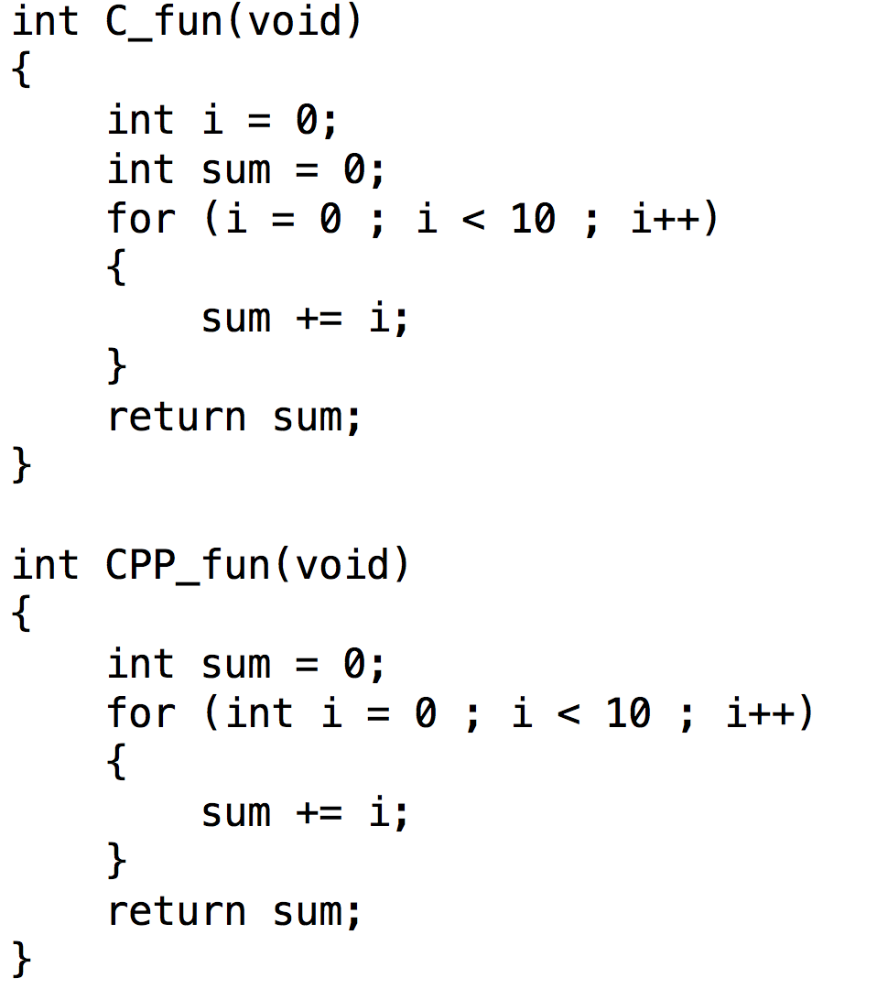 int C_fun(void)
{
    int i = 0;
    int sum = 0;
    for (i = 0 ; i < 10 ; i++)
    {
        sum += i;
    }
    return sum;
}

int CPP_fun(void)
{
    int sum = 0;
    for (int i = 0 ; i < 10 ; i++)
    {
        sum += i;
    }
    return sum;
}